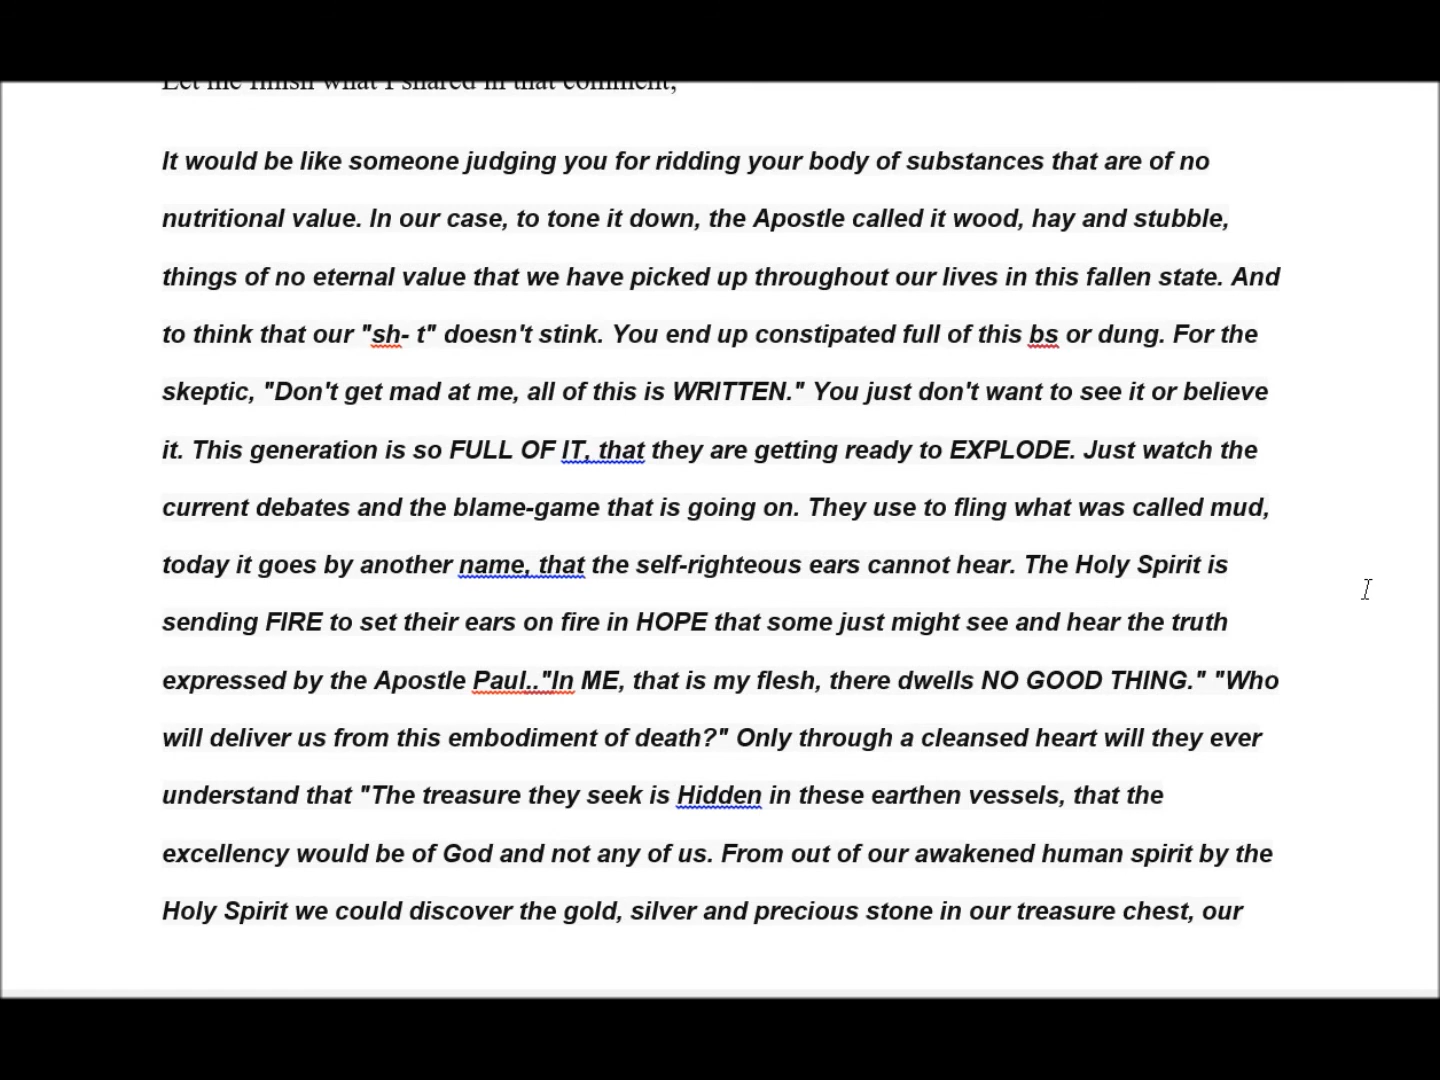 Let me finish what I shared in that comment,
It would be like someone judging you for ridding your body of substances that are of no
nutritional value. In our case, to tone it down, the Apostle called it wood, hay and stubble,
things of no eternal value that we have picked up throughout our lives in this fallen state. And
to think that our "sh- t" doesn't stink. You end up constipated full of this bs or dung. For the
skeptic, "Don't get mad at me, all of this is WRITTEN." You just don't want to see it or believe
it. This generation is so FULL OF IT, that they are getting ready to EXPLODE. Just watch the
current debates and the blame-game that is going on. They use to fling what was called mud,
today it goes by another name, that the self-righteous ears cannot hear. The Holy Spirit is
sending FIRE to set their ears on fire in HOPE that some just might see and hear the truth
expressed by the Apostle Paul.."In ME, that is my flesh, there dwells NO GOOD THING." "Who
will deliver us from this embodiment of death?" Only through a cleansed heart will they ever
understand that "The treasure they seek is Hidden in these earthen vessels, that the
excellency would be of God and not any of us. From out of our awakened human spirit by the
Holy Spirit we could discover the gold, silver and precious stone in our treasure chest, our